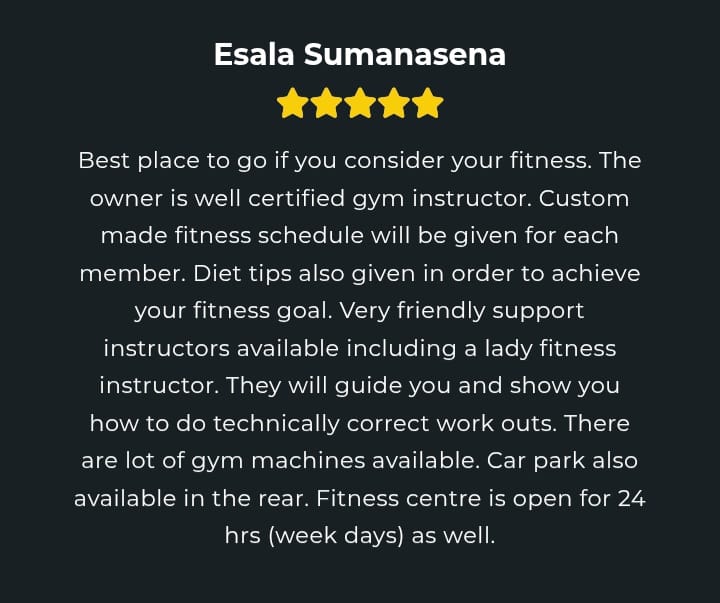 Esala Sumanasena
Best place to go if you consider your fitness. The
owner is well certified gym instructor. Custom
made fitness schedule will be given for each
member. Diet tips also given in order to achieve
your fitness goal. Very friendly support
instructors available including a lady fitness
instructor. They will guide you and show you
how to do technically correct work outs. There
are lot of gym machines available. Car park also
available in the rear. Fitness centre is open for 24
hrs (week days) as well.